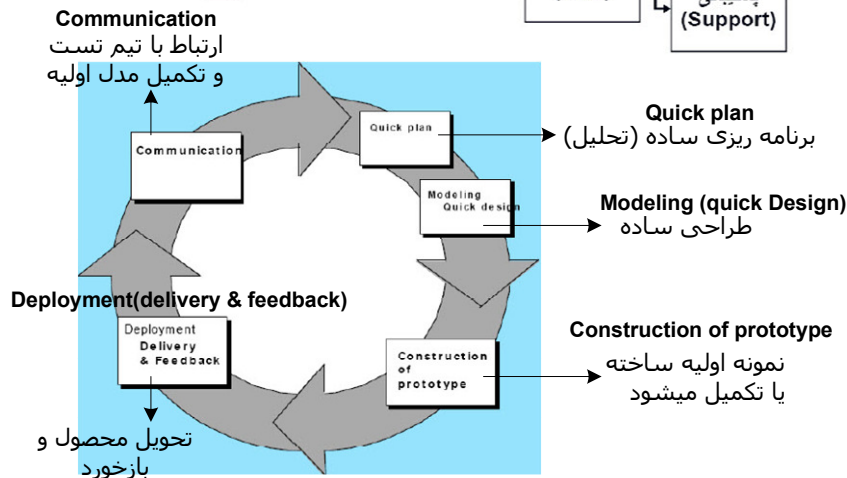 (Support)
Communication
ارتباط با تیم تست
و تکمیل مدل اولیه
Quick plan
Quick plan
برنامه ریزی ساده (تحلیل)
Communication
Modeling
Quick design
Modeling (quick Design)
طراحی ساده
Deployment(delivery & feedback)
Deployment
Delivery
& Feedback
Construction
of
prototype
Construction of prototype
نمونه اولیه ساخته
یا تکمیل میشود
تحویل محصول و
بازخورد